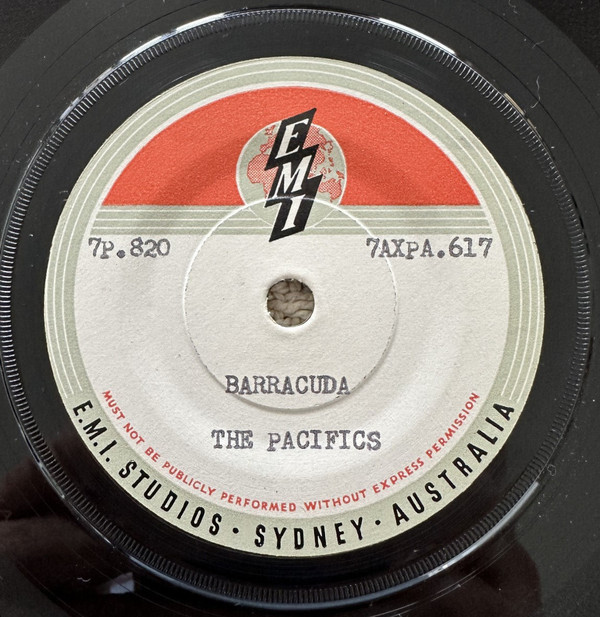 EMI
7P.820
7AXPA.617
BARRACUDA
THE PACIFICS
MUST NOT BE PUBLICLY PERFORMED WITHOUT EXPRESS PERMISSION
E.M.I. STUDIOS · SYDNEY · AUSTRALIA